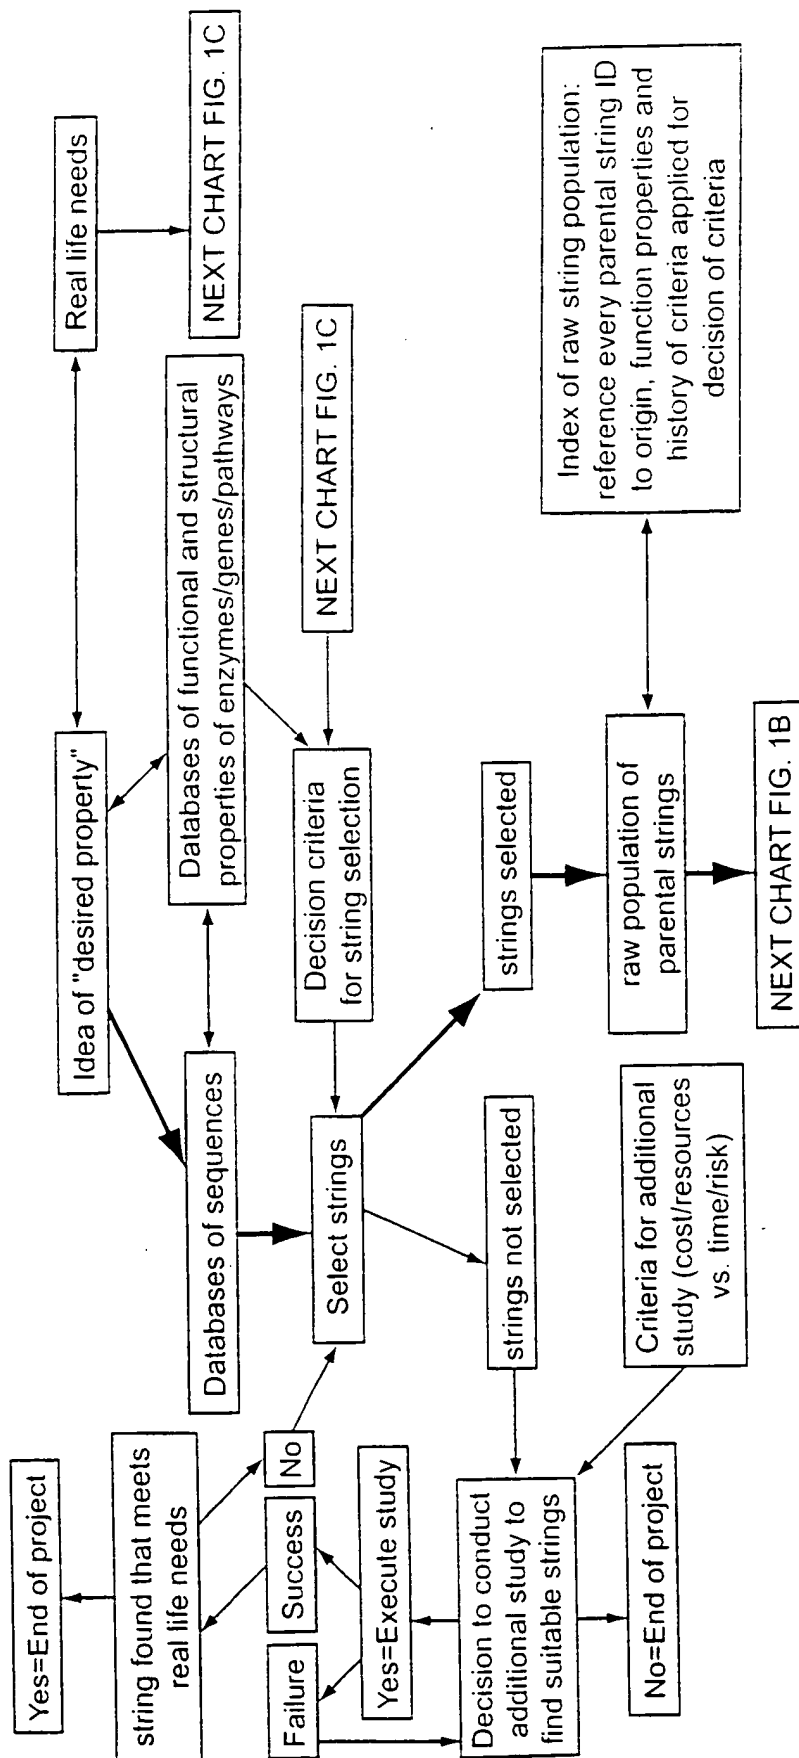 Yes=End of project
string found that meets
real life needs
No
Success
Failure
Yes=Execute study
Decision to conduct
additional study to
find suitable strings
No=End of project
Idea of "desired property"
Real life needs
NEXT CHART FIG. 1C
Databases of sequences
Databases of functional and structural
properties of enzymes/genes/pathways
Select strings
Decision criteria
for string selection
NEXT CHART FIG. 1C
strings not selected
strings selected
Criteria for additional
study (cost/resources
vs. time/risk)
raw population of
parental strings
Index of raw string population:
reference every parental string ID
to origin, function properties and
history of criteria applied for
decision of criteria
NEXT CHART FIG. 1B